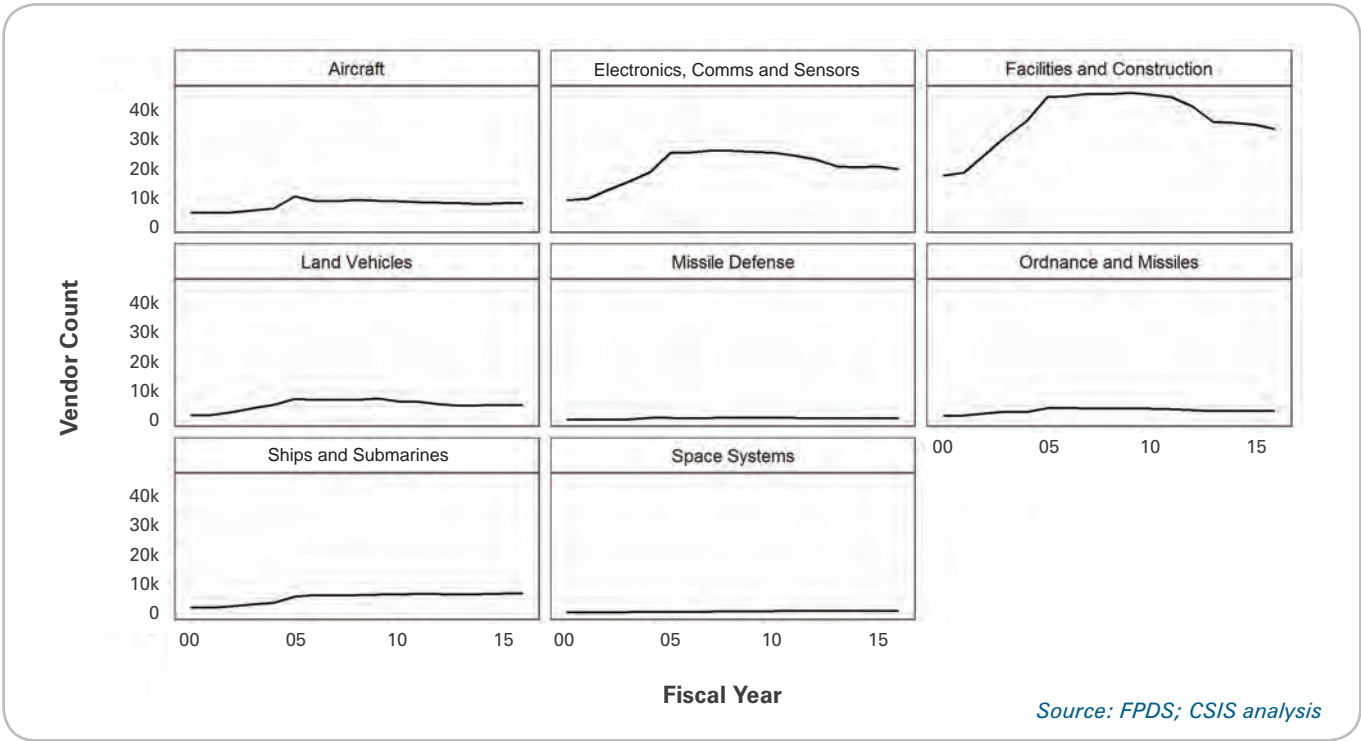 Aircraft
Electronics, Comms and Sensors
Facilities and Construction
40k
30k
20k
10k
0
Land Vehicles
Missile Defense
Ordnance and Missiles
Vendor Count
40k
30k
20k
10k
0
00 05 10 15
Ships and Submarines
Space Systems
40k
30k
20k
10k
0
00 05 10 15
00 05 10 15
Fiscal Year
Source: FPDS; CSIS analysis